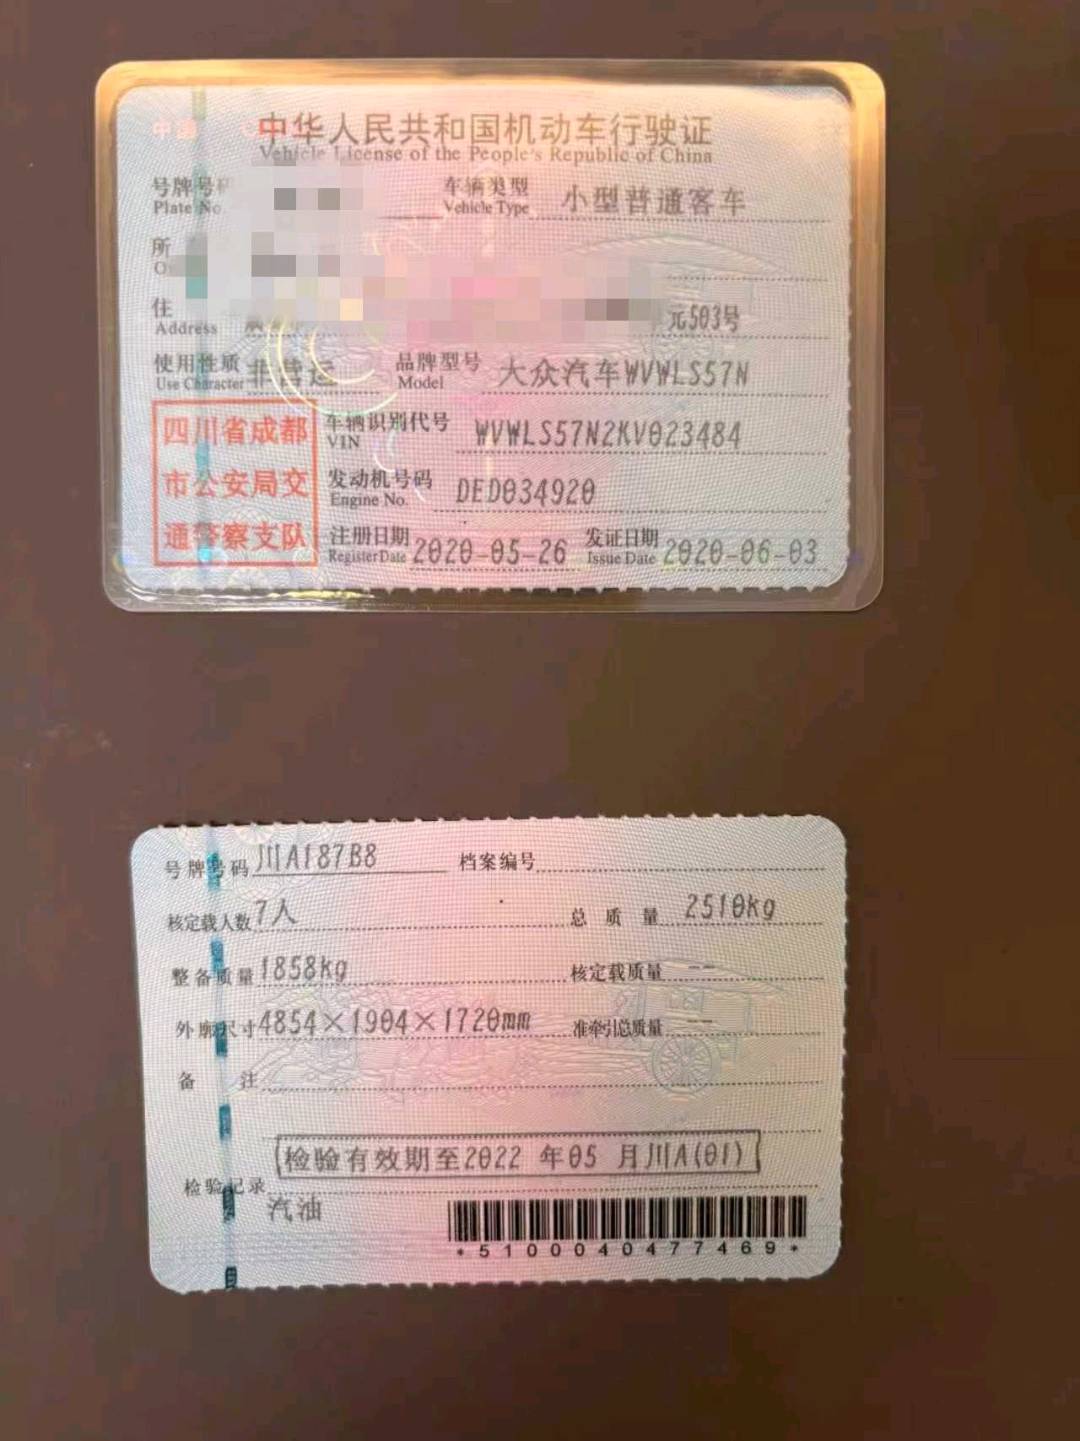 中华人民共和国机动车行驶证
Vehicle License of the People's Republic of China
号牌号码 车辆类型 小型普通客车
Plate No. Vehicle Type
所
住 元503号
Address
使用性质 非营运 品牌型号 大众汽车WVWLS57N
Use Character Model
四川省成都
市公安局交
通警察支队
车辆识别代号 WVWLS57N2KV023484
VIN
发动机号码 DED034920
Engine No.
注册日期 2020-05-26 发证日期 2020-06-03
Register Date Issue Date
号牌号码 川A187B8 档案编号
核定载人数 7人 总质量 2510kg
整备质量 1858kg 核定载质量 --
外廓尺寸 4854×1904×1720mm 准牵引总质量 --
备注
检验有效期至2022 年05 月川A(01)
检验记录
汽油
*5100040477469*